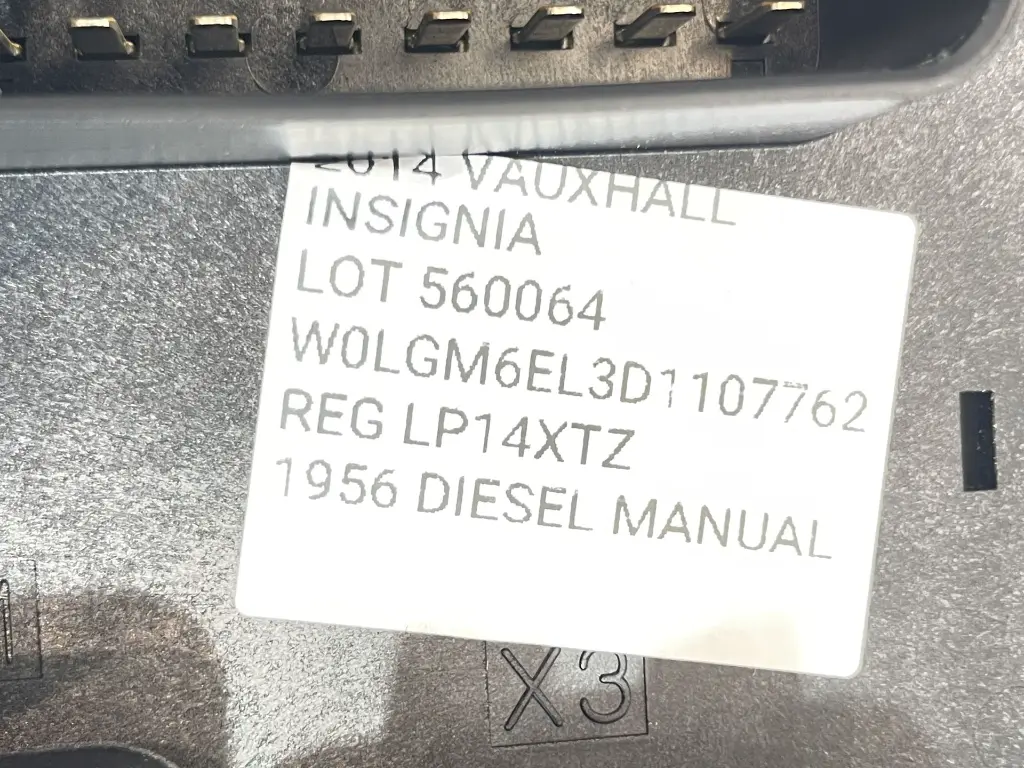 2014 VAUXHALL
INSIGNIA
LOT 560064
W0LGM6EL3D1107762
REG LP14XTZ
1956 DIESEL MANUAL
X3